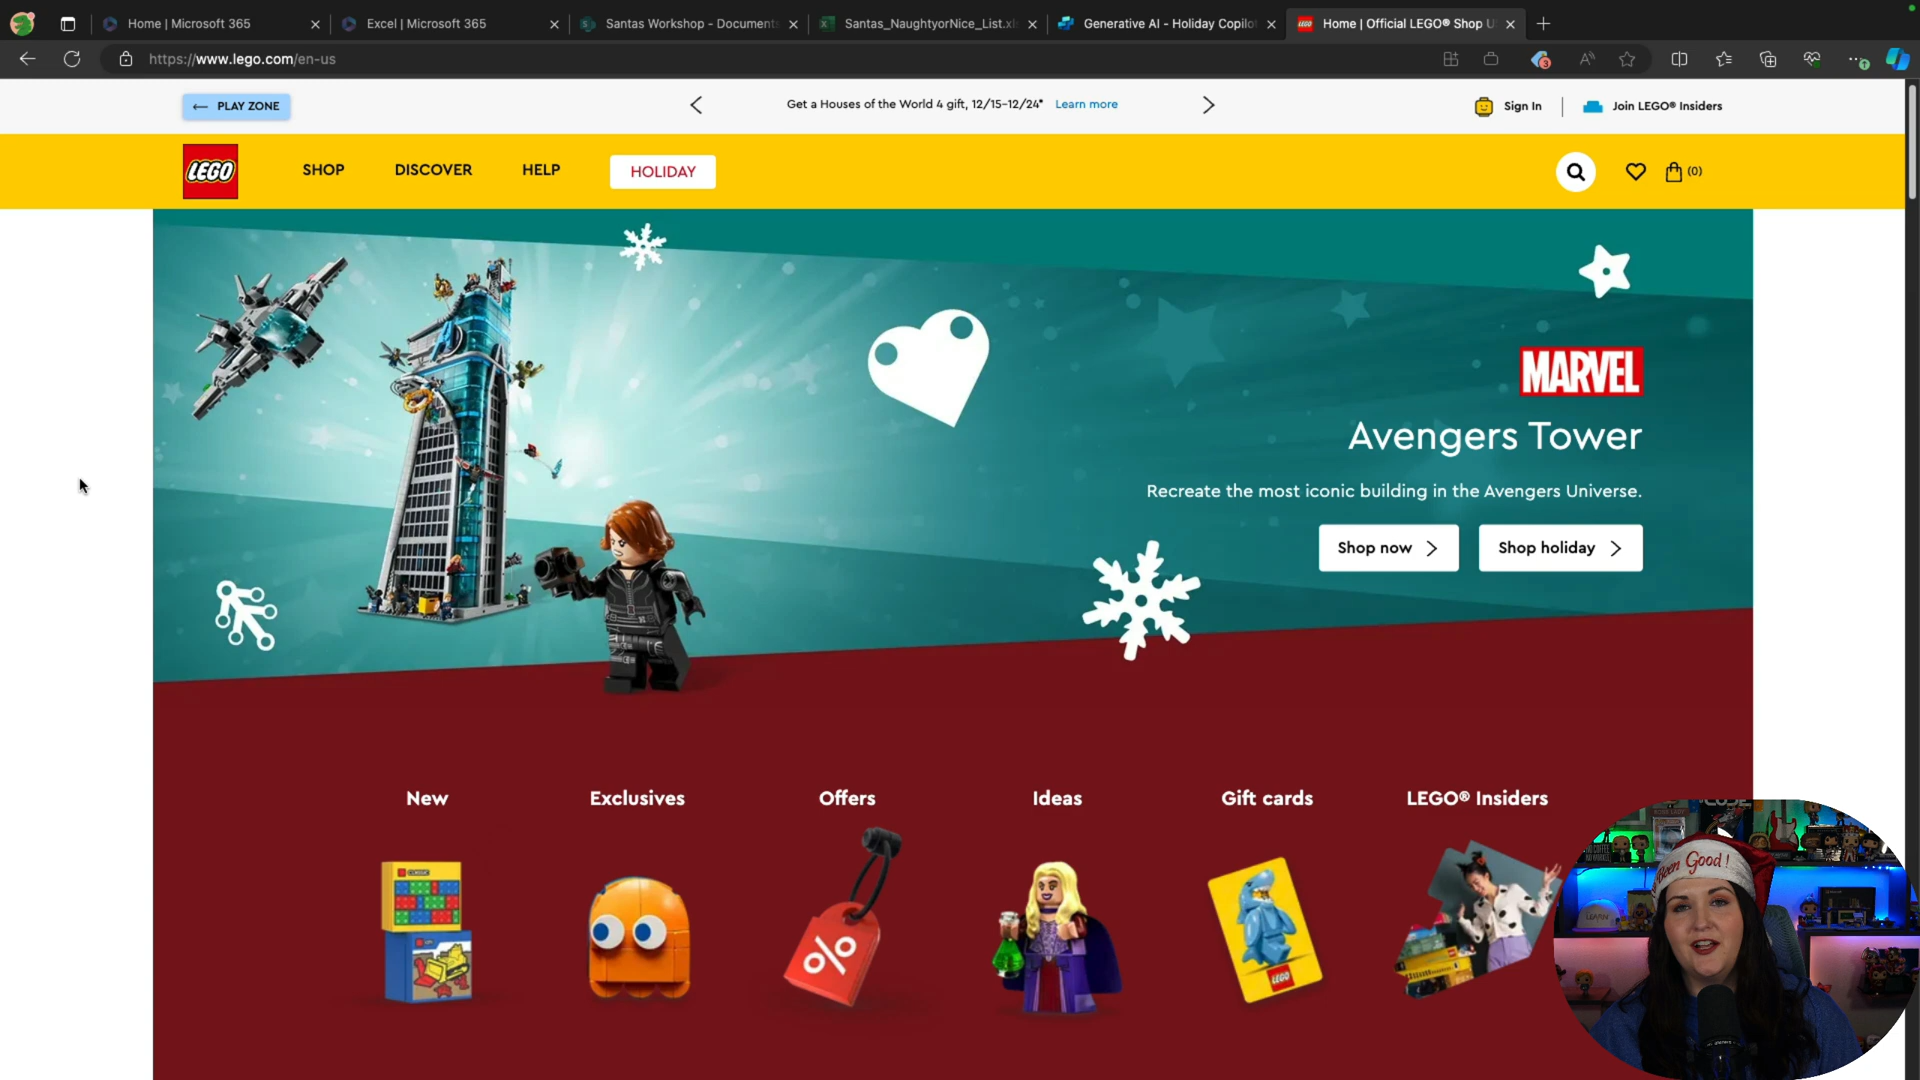 Home | Microsoft 365
Excel | Microsoft 365
Santas Workshop - Documents
Santas_NaughtyorNice_List.xls
Generative AI - Holiday Copilot
Home | Official LEGO® Shop U
https://www.lego.com/en-us
3
← PLAY ZONE
Get a Houses of the World 4 gift, 12/15-12/24* Learn more
Sign In
Join LEGO® Insiders
LEGO
SHOP
DISCOVER
HELP
HOLIDAY
(0)
MARVEL
Avengers Tower
Recreate the most iconic building in the Avengers Universe.
Shop now
Shop holiday
New
Exclusives
Offers
Ideas
Gift cards
LEGO® Insiders
%
LEGO
Been Good!
LEARN